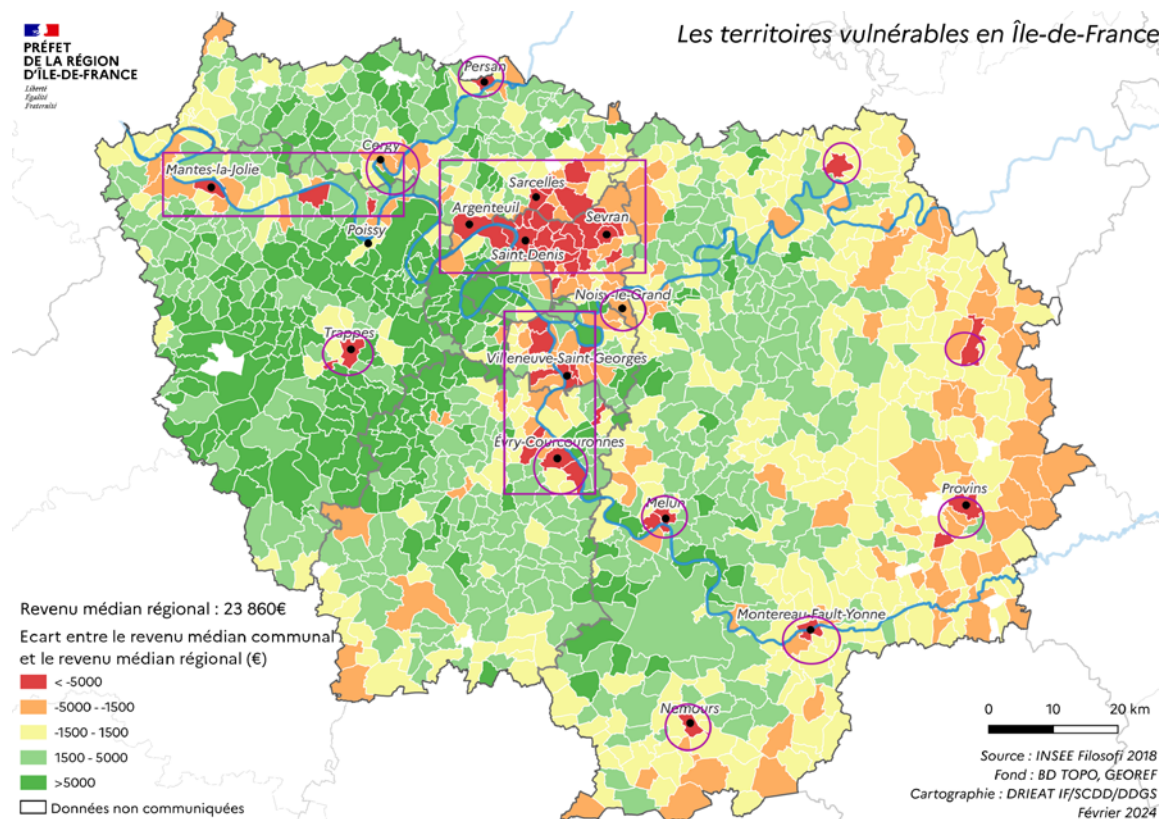 PRÉFET
DE LA RÉGION
D'ÎLE-DE-FRANCE
Liberté
Égalité
Fraternité
Les territoires vulnérables en Île-de-France
Persan
Cergy
Mantes-la-Jolie
Sarcelles
Argenteuil
Sevran
Poissy
Saint-Denis
Noisy-le-Grand
Trappes
Villeneuve-Saint-Georges
Évry-Courcouronnes
Melun
Provins
Montereau-Fault-Yonne
Nemours
Revenu médian régional : 23 860€
Ecart entre le revenu médian communal
et le revenu médian régional (€)
< -5000
-5000 - -1500
-1500 - 1500
1500 - 5000
>5000
Données non communiquées
0 10 20 km
Source : INSEE Filosofi 2018
Fond : BD TOPO, GEOREF
Cartographie : DRIEAT IF/SCDD/DDGS
Février 2024